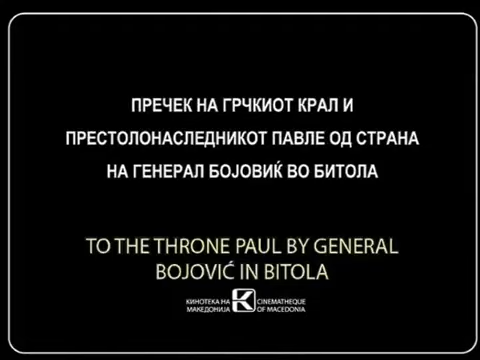 ПРЕЧЕК НА ГРЧКИОТ КРАЛ И
ПРЕСТОЛОНАСЛЕДНИКОТ ПАВЛЕ ОД СТРАНА
НА ГЕНЕРАЛ БОЈОВИЌ ВО БИТОЛА
TO THE THRONE PAUL BY GENERAL
BOJOVIĆ IN BITOLA
КИНОТЕКА НА
МАКЕДОНИЈА
K
CINEMATHEQUE
OF MACEDONIA